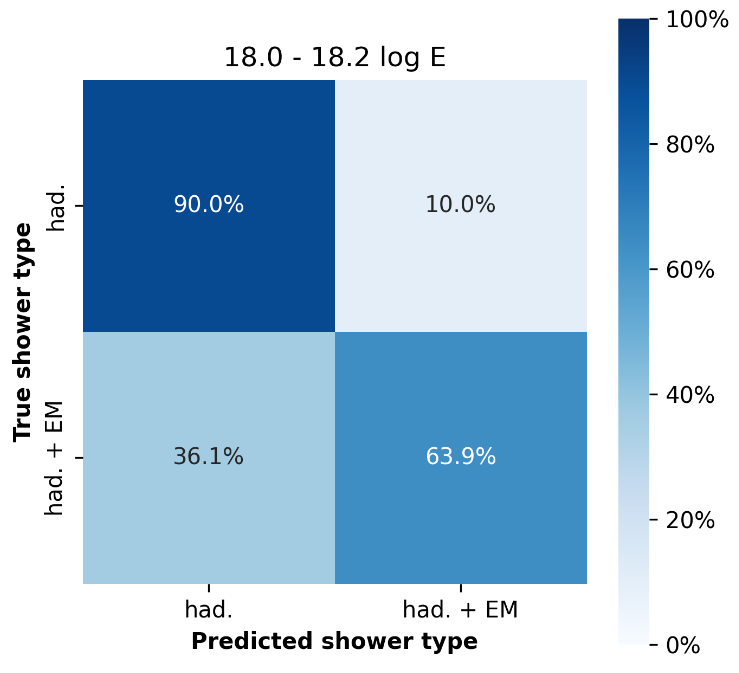 18.0 - 18.2 log E
True shower type
had.
had. + EM
90.0%
10.0%
36.1%
63.9%
had.
had. + EM
Predicted shower type
100%
80%
60%
40%
20%
0%